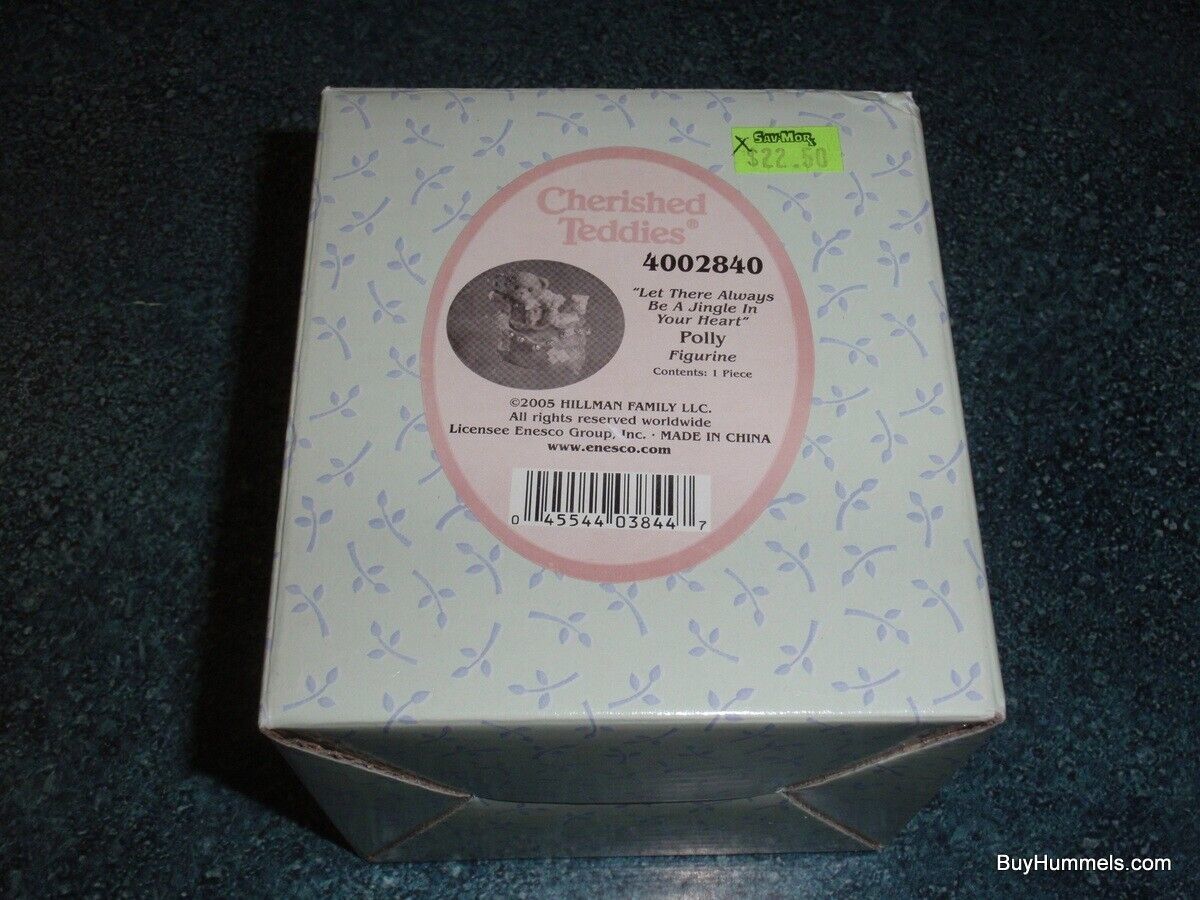 X SAV-MOR
$22.50
Cherished
Teddies®
4002840
"Let There Always
Be A Jingle In
Your Heart"
Polly
Figurine
Contents: 1 Piece
©2005 HILLMAN FAMILY LLC.
All rights reserved worldwide
Licensee Enesco Group, Inc. · MADE IN CHINA
www.enesco.com
0 45544 03844 7
BuyHummels.com